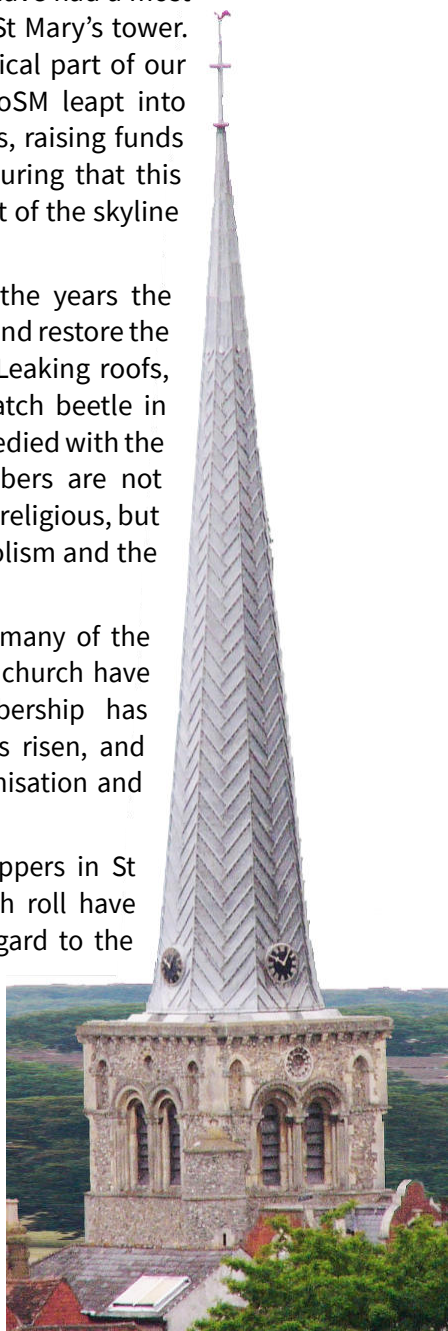 ave had a most
St Mary’s tower.
ical part of our
oSM leapt into
s, raising funds
uring that this
t of the skyline
the years the
nd restore the
Leaking roofs,
atch beetle in
edied with the
bers are not
religious, but
olism and the
many of the
church have
bership has
s risen, and
nisation and
ppers in St
h roll have
gard to the